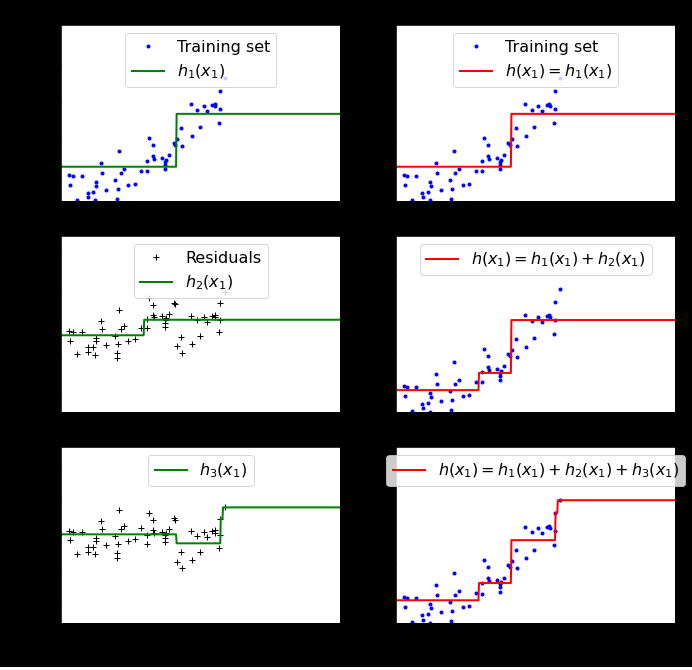 Training set
h₁(x₁)
Training set
h(x₁) = h₁(x₁)
Residuals
h₂(x₁)
h(x₁) = h₁(x₁) + h₂(x₁)
h₃(x₁)
h(x₁) = h₁(x₁) + h₂(x₁) + h₃(x₁)